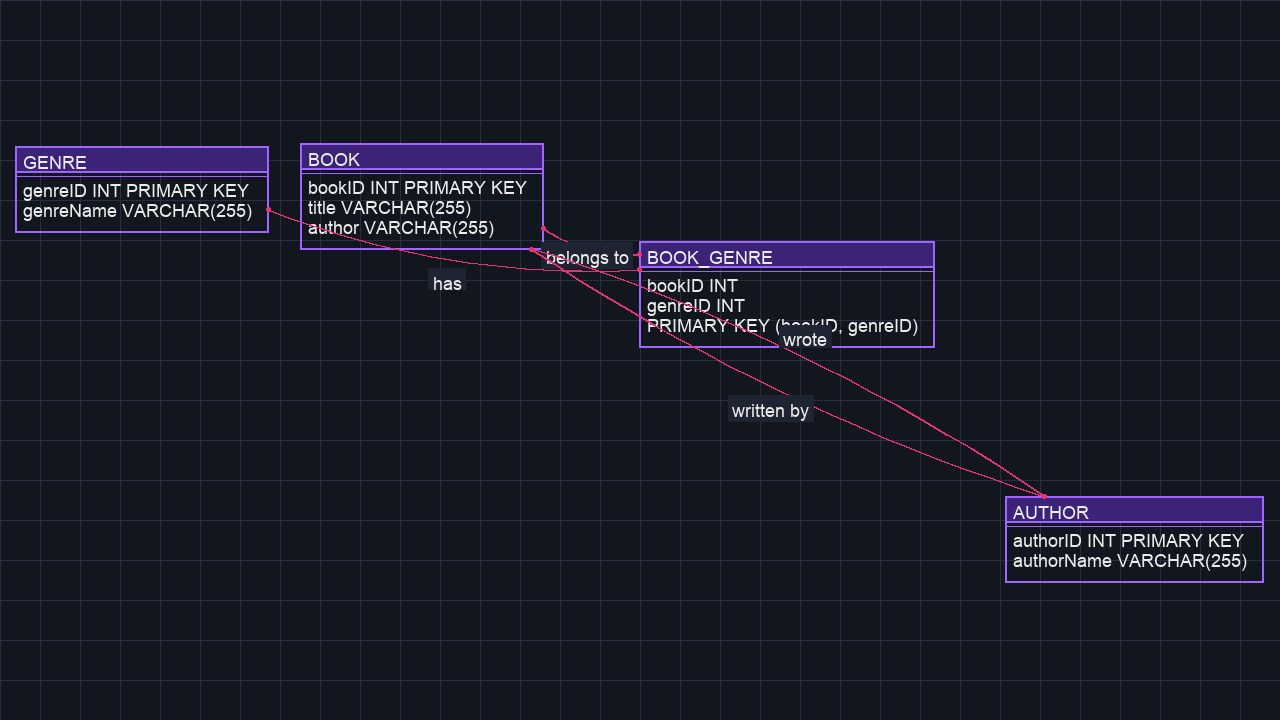 GENRE
genreID INT PRIMARY KEY
genreName VARCHAR(255)
BOOK
bookID INT PRIMARY KEY
title VARCHAR(255)
author VARCHAR(255)
belongs to
has
BOOK_GENRE
bookID INT
genreID INT
PRIMARY KEY (bookID, genreID)
wrote
written by
AUTHOR
authorID INT PRIMARY KEY
authorName VARCHAR(255)